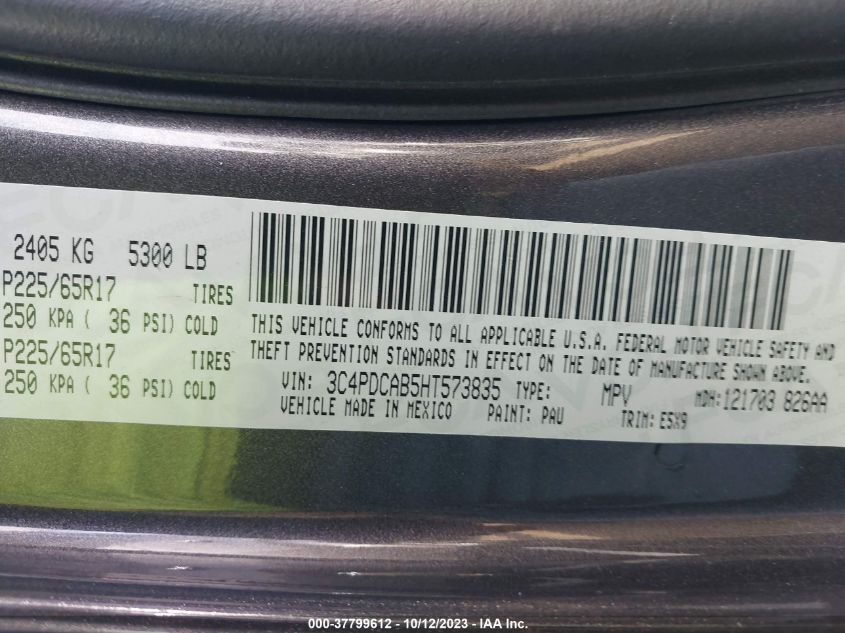 2405 KG 5300 LB
P225/65R17 TIRES
250 KPA ( 36 PSI) COLD
P225/65R17 TIRES
250 KPA ( 36 PSI) COLD
THIS VEHICLE CONFORMS TO ALL APPLICABLE U.S.A. FEDERAL MOTOR VEHICLE SAFETY AND
THEFT PREVENTION STANDARDS IN EFFECT ON THE DATE OF MANUFACTURE SHOWN ABOVE.
VIN: 3C4PDCAB5HT573835 TYPE: MPV MDH:121703 826AA
VEHICLE MADE IN MEXICO PAINT: PAU TRIM: E5X9
000-37799612 - 10/12/2023 - IAA Inc.